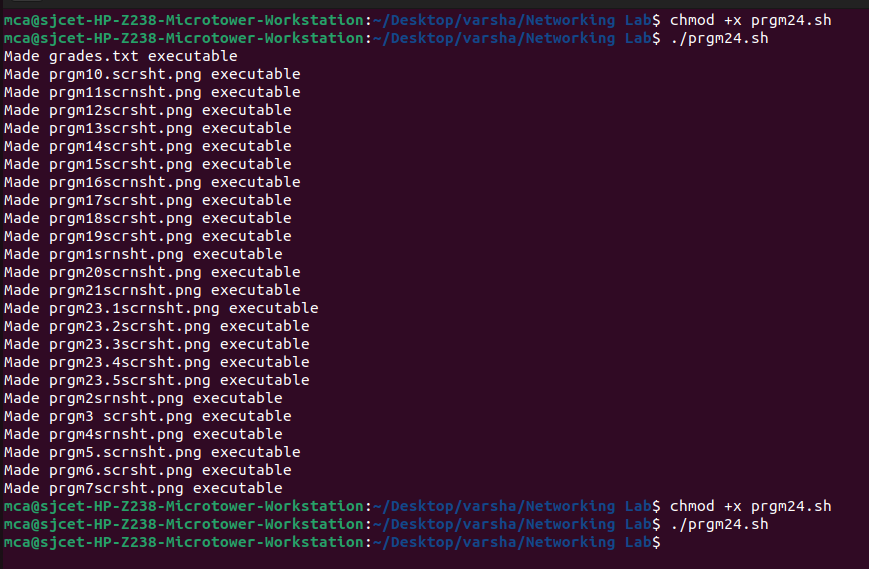 mca@sjcet-HP-Z238-Microtower-Workstation:~/Desktop/varsha/Networking Lab$ chmod +x prgm24.sh
mca@sjcet-HP-Z238-Microtower-Workstation:~/Desktop/varsha/Networking Lab$ ./prgm24.sh
Made grades.txt executable
Made prgm10.scrsht.png executable
Made prgm11scrnsht.png executable
Made prgm12scrsht.png executable
Made prgm13scrsht.png executable
Made prgm14scrsht.png executable
Made prgm15scrsht.png executable
Made prgm16scrnsht.png executable
Made prgm17scrsht.png executable
Made prgm18scrsht.png executable
Made prgm19scrsht.png executable
Made prgm1srnsht.png executable
Made prgm20scrnsht.png executable
Made prgm21scrnsht.png executable
Made prgm23.1scrnsht.png executable
Made prgm23.2scrsht.png executable
Made prgm23.3scrsht.png executable
Made prgm23.4scrsht.png executable
Made prgm23.5scrsht.png executable
Made prgm2srnsht.png executable
Made prgm3 scrsht.png executable
Made prgm4srnsht.png executable
Made prgm5.scrnsht.png executable
Made prgm6.scrsht.png executable
Made prgm7scrsht.png executable
mca@sjcet-HP-Z238-Microtower-Workstation:~/Desktop/varsha/Networking Lab$ chmod +x prgm24.sh
mca@sjcet-HP-Z238-Microtower-Workstation:~/Desktop/varsha/Networking Lab$ ./prgm24.sh
mca@sjcet-HP-Z238-Microtower-Workstation:~/Desktop/varsha/Networking Lab$